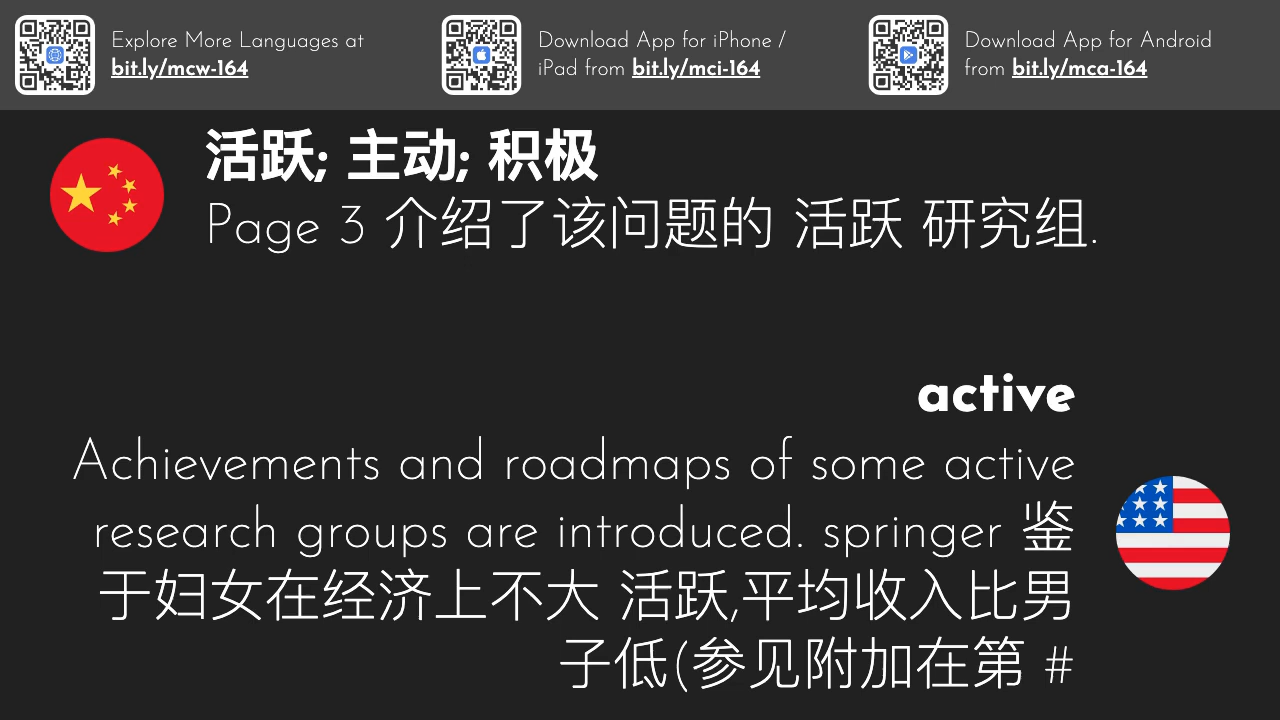 Explore More Languages at
bit.ly/mcw-164
Download App for iPhone /
iPad from bit.ly/mci-164
Download App for Android
from bit.ly/mca-164
活跃; 主动; 积极
Page 3 介绍了该问题的 活跃 研究组.
active
Achievements and roadmaps of some active
research groups are introduced. springer 鉴
于妇女在经济上不大 活跃,平均收入比男
子低(参见附加在第 #